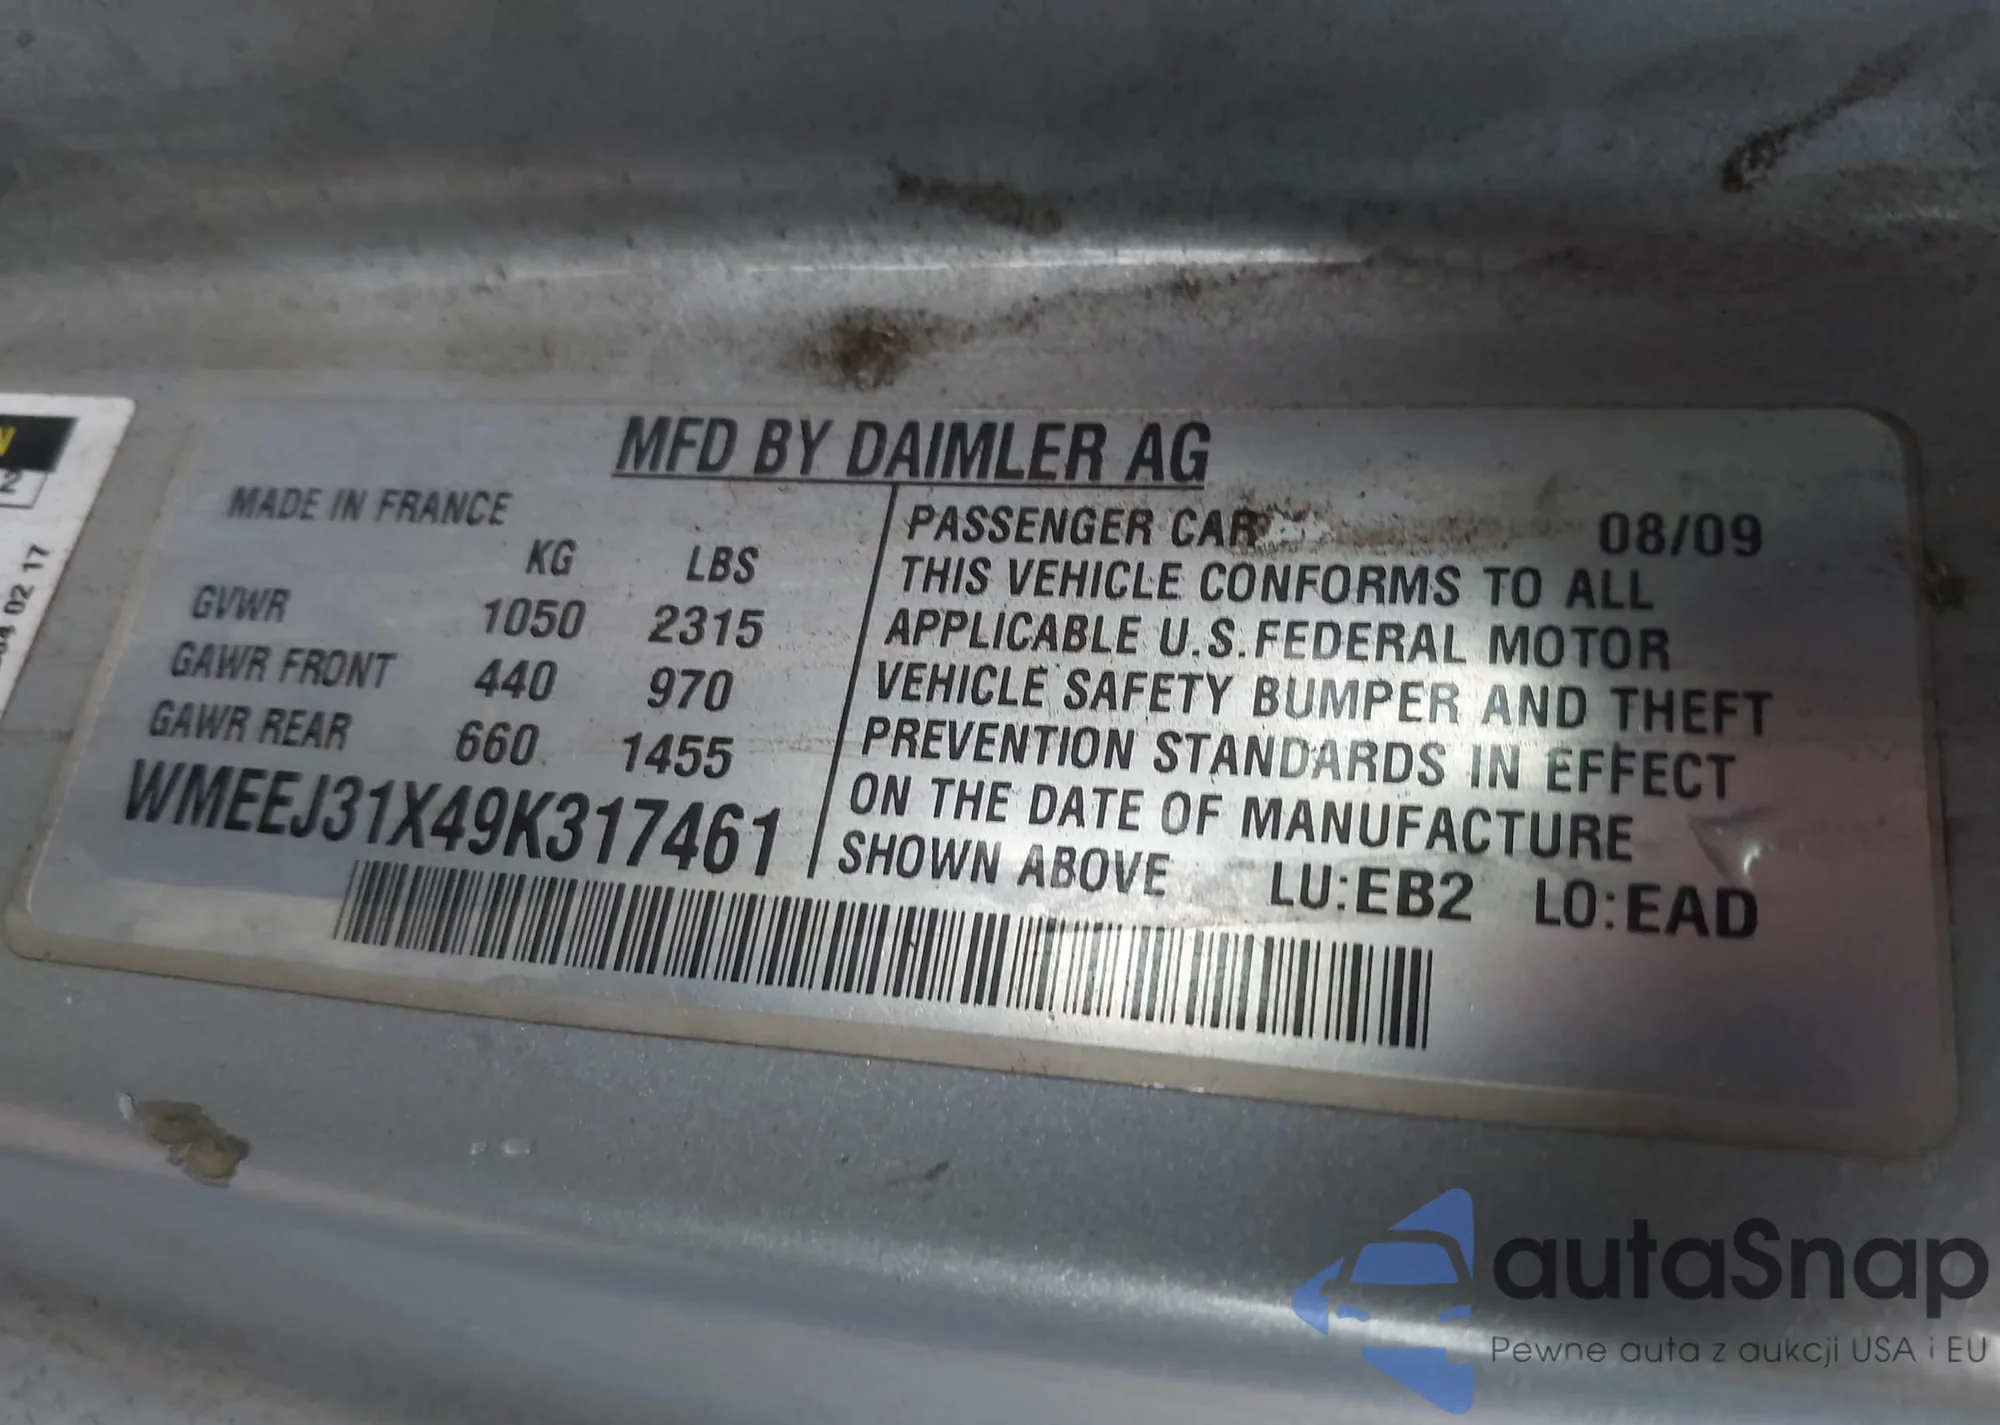 MFD BY DAIMLER AG
MADE IN FRANCE
KG LBS
GVWR 1050 2315
GAWR FRONT 440 970
GAWR REAR 660 1455
WMEEJ31X49K317461
PASSENGER CAR 08/09
THIS VEHICLE CONFORMS TO ALL
APPLICABLE U.S. FEDERAL MOTOR
VEHICLE SAFETY BUMPER AND THEFT
PREVENTION STANDARDS IN EFFECT
ON THE DATE OF MANUFACTURE
SHOWN ABOVE LU:EB2 LO:EAD
N
2
02 17
autaSnap
Pewne auta z aukcji USA i EU